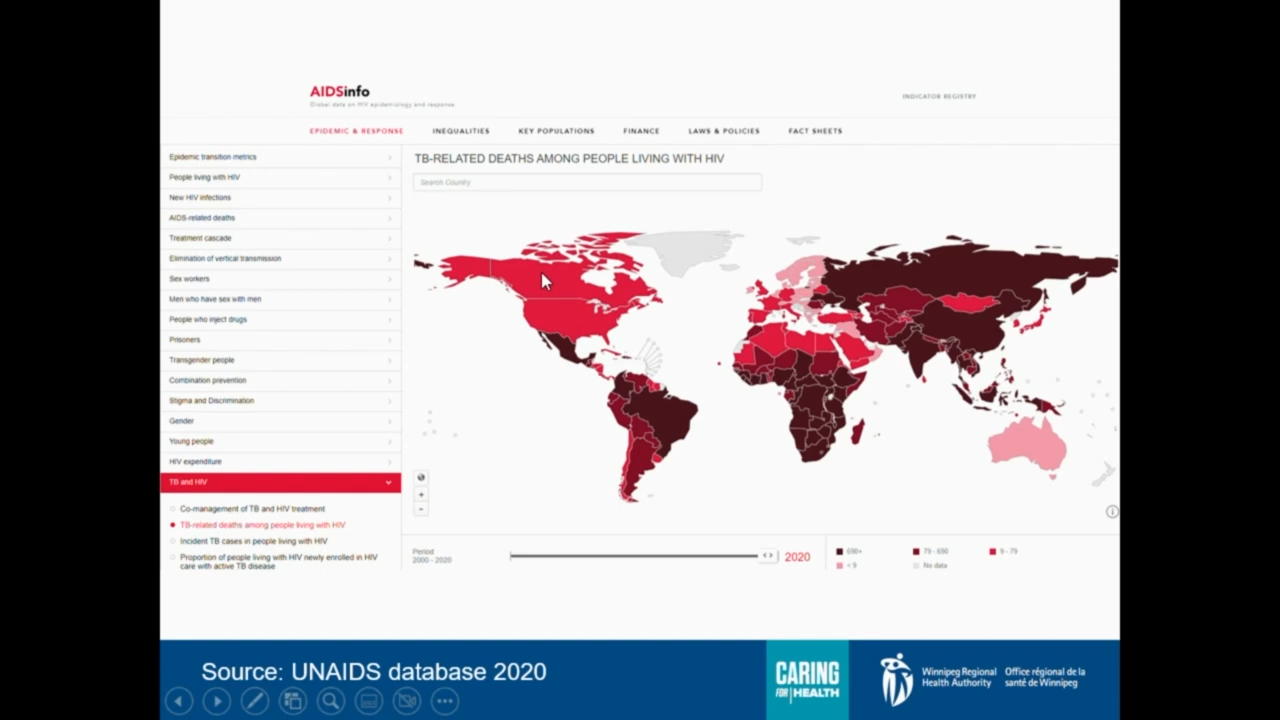 AIDSinfo
Global data on HIV epidemiology and response
INDICATOR REGISTRY
EPIDEMIC & RESPONSE
INEQUALITIES
KEY POPULATIONS
FINANCE
LAWS & POLICIES
FACT SHEETS
Epidemic transition metrics
People living with HIV
New HIV infections
AIDS-related deaths
Treatment cascade
Elimination of vertical transmission
Sex workers
Men who have sex with men
People who inject drugs
Prisoners
Transgender people
Combination prevention
Stigma and Discrimination
Gender
Young people
HIV expenditure
TB and HIV
Co-management of TB and HIV treatment
TB-related deaths among people living with HIV
Incident TB cases in people living with HIV
Proportion of people living with HIV newly enrolled in HIV
care with active TB disease
TB-RELATED DEATHS AMONG PEOPLE LIVING WITH HIV
Search Country
+
-
Period
2000 - 2020
2020
690+
79 - 690
9 - 79
< 9
No data
Source: UNAIDS database 2020
CARING
FOR HEALTH
Winnipeg Regional
Health Authority
Office régional de la
santé de Winnipeg